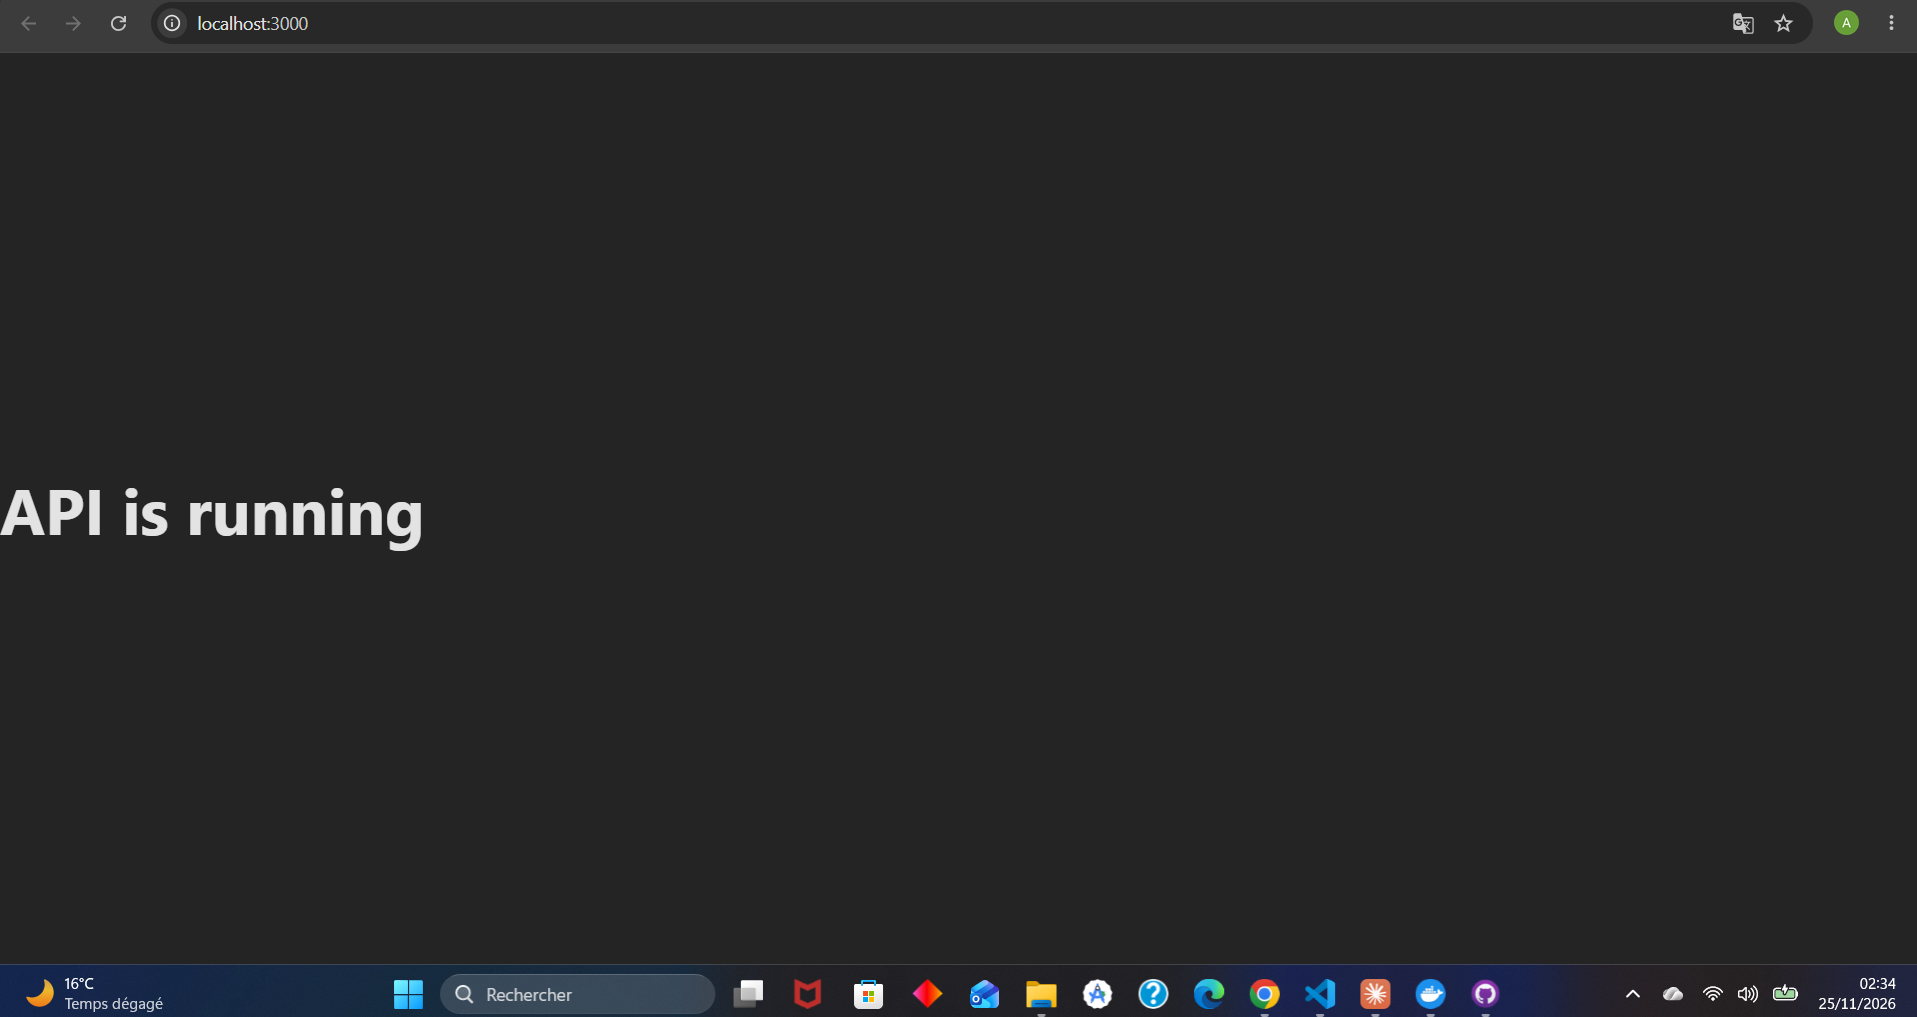 localhost:3000
A
API is running
16°C
Temps dégagé
Rechercher
02:34
25/11/2026